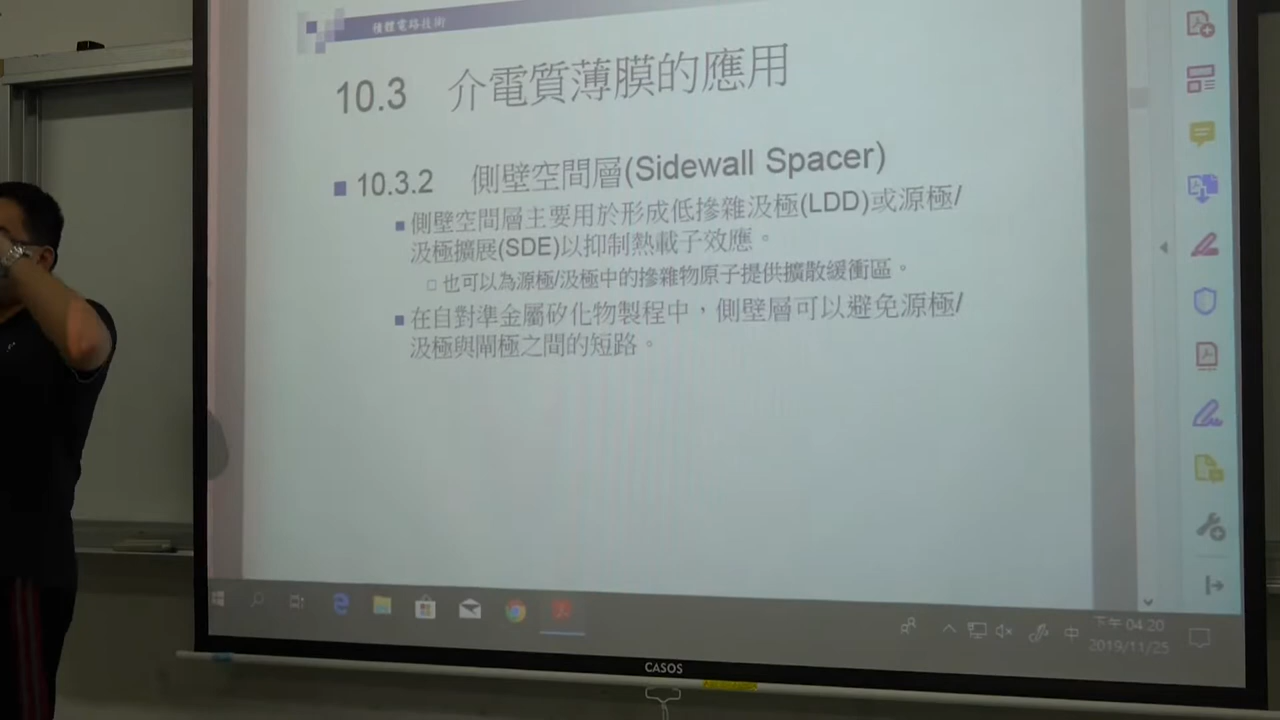 積體電路技術
10.3 介電質薄膜的應用
10.3.2 側壁空間層(Sidewall Spacer)
側壁空間層主要用於形成低摻雜汲極(LDD)或源極/
汲極擴展(SDE)以抑制熱載子效應。
也可以為源極/汲極中的摻雜物原子提供擴散緩衝區。
在自對準金屬矽化物製程中，側壁層可以避免源極/
汲極與閘極之間的短路。
中
下午 04:20
2019/11/25
CASOS